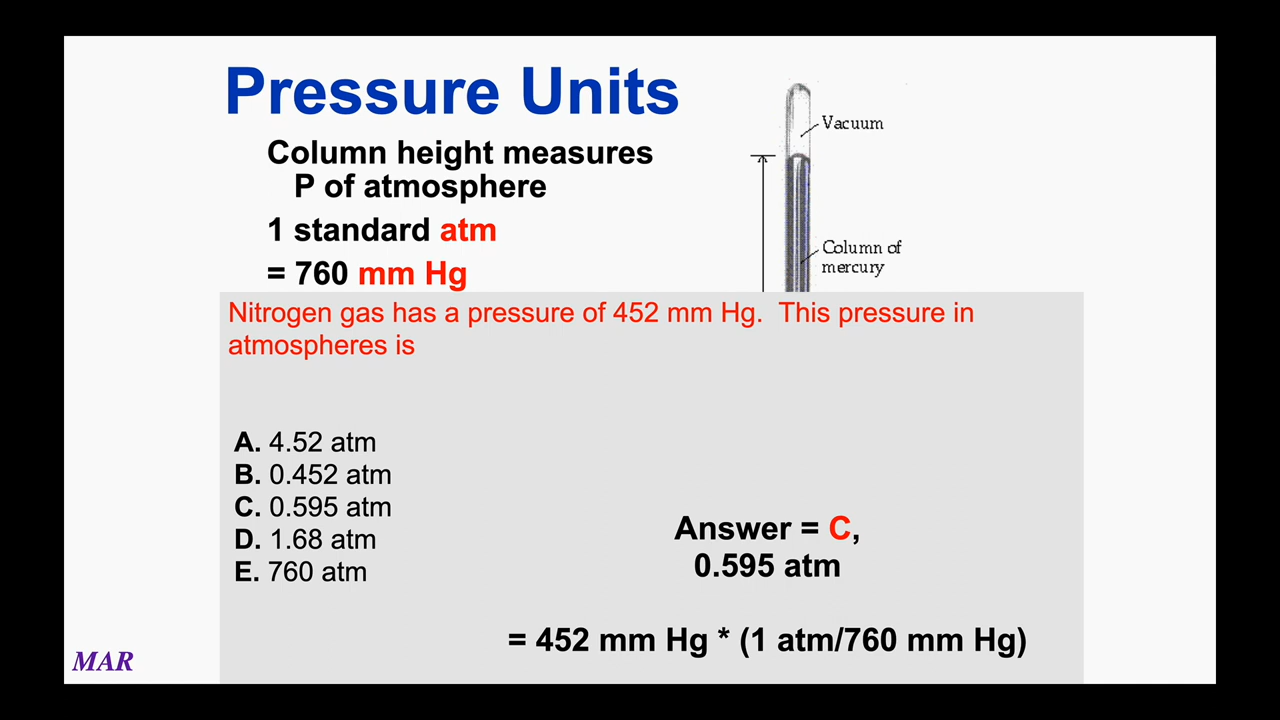 Pressure Units
Column height measures
P of atmosphere
1 standard atm
= 760 mm Hg
Vacuum
Column of
mercury
Nitrogen gas has a pressure of 452 mm Hg.  This pressure in
atmospheres is
A. 4.52 atm
B. 0.452 atm
C. 0.595 atm
D. 1.68 atm
E. 760 atm
Answer = C,
0.595 atm
= 452 mm Hg * (1 atm/760 mm Hg)
MAR